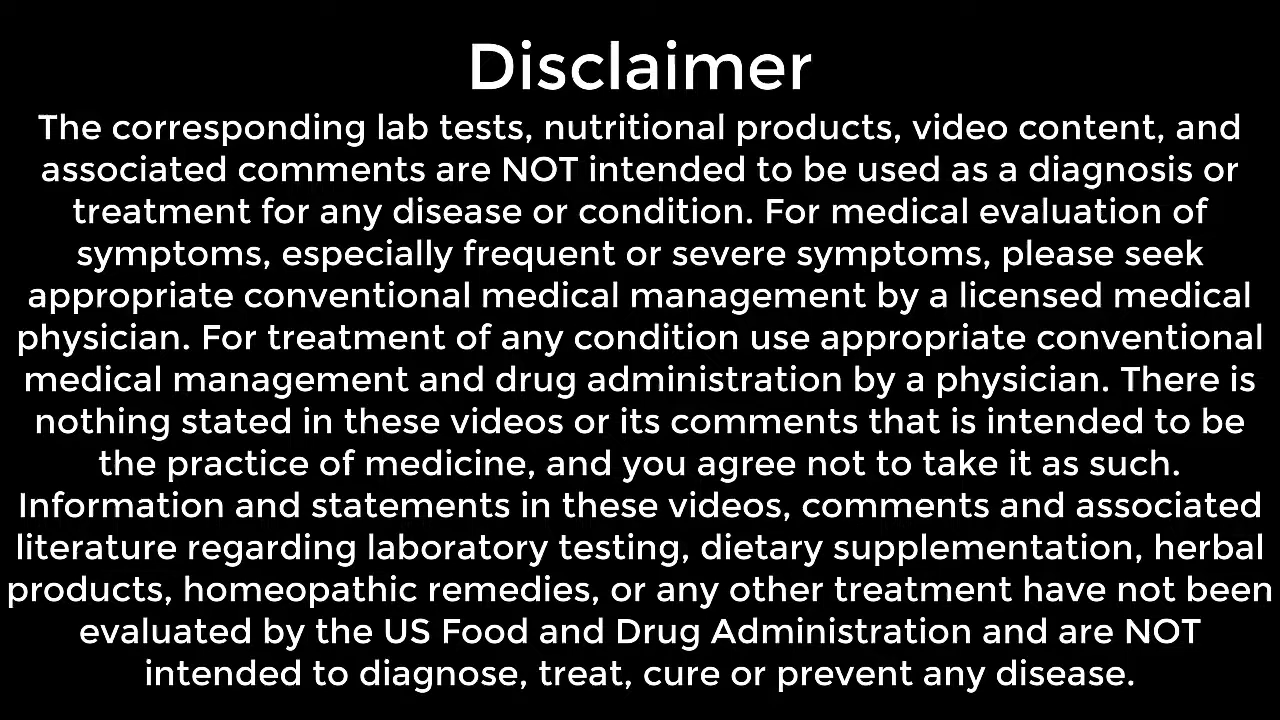 Disclaimer
The corresponding lab tests, nutritional products, video content, and
associated comments are NOT intended to be used as a diagnosis or
treatment for any disease or condition. For medical evaluation of
symptoms, especially frequent or severe symptoms, please seek
appropriate conventional medical management by a licensed medical
physician. For treatment of any condition use appropriate conventional
medical management and drug administration by a physician. There is
nothing stated in these videos or its comments that is intended to be
the practice of medicine, and you agree not to take it as such.
Information and statements in these videos, comments and associated
literature regarding laboratory testing, dietary supplementation, herbal
products, homeopathic remedies, or any other treatment have not been
evaluated by the US Food and Drug Administration and are NOT
intended to diagnose, treat, cure or prevent any disease.